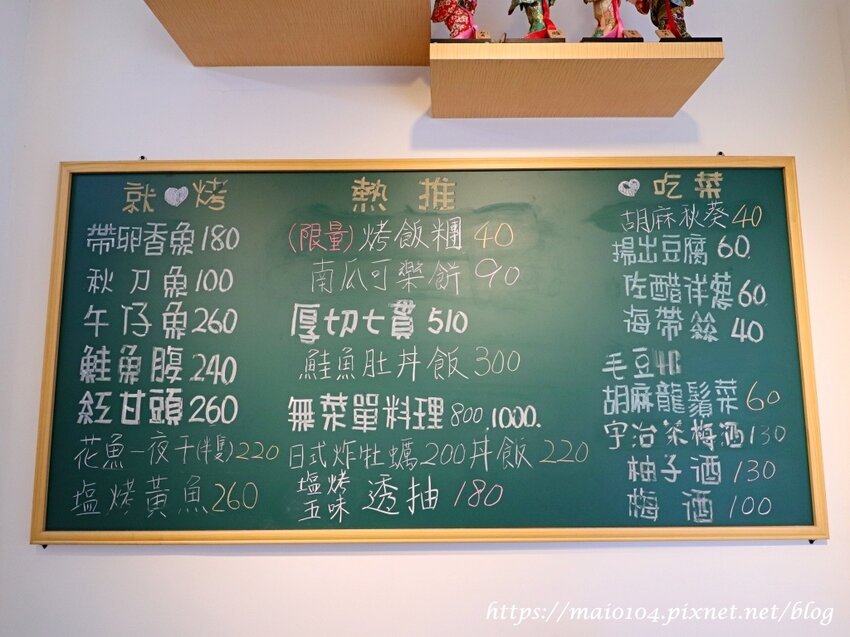 就 烤
帶卵香魚180
秋刀魚100
午仔魚260
鮭魚腹240
紅甘頭260
花魚一夜干(半隻)220
塩烤黃魚260
熱推
(限量)烤飯糰40
南瓜可樂餅90
厚切七貫510
鮭魚肚丼飯300
無菜單料理800.1000.
日式炸牡蠣200丼飯220
塩烤
五味 透抽180
吃菜
胡麻秋葵40
揚出豆腐60
佐醋洋蔥60
海帶絲40
毛豆40
胡麻龍鬚菜60
宇治茶梅酒130
柚子酒130
梅酒100
https://maio104.pixnet.net/blog